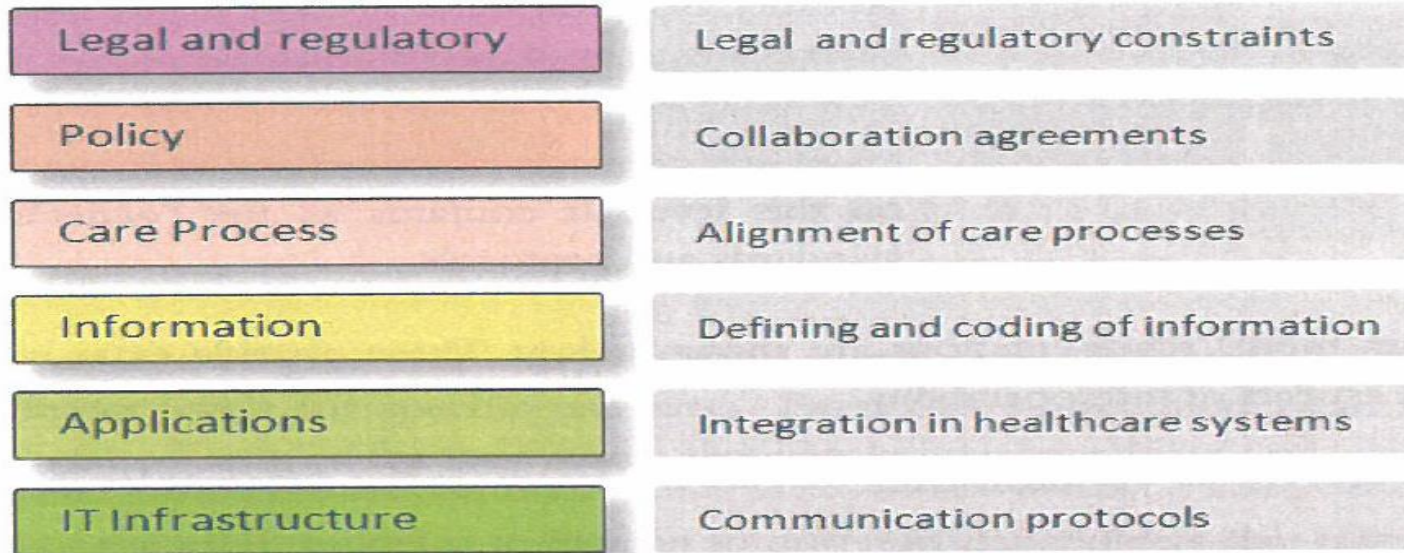 Legal and regulatory
Legal and regulatory constraints
Policy
Collaboration agreements
Care Process
Alignment of care processes
Information
Defining and coding of information
Applications
Integration in healthcare systems
IT Infrastructure
Communication protocols